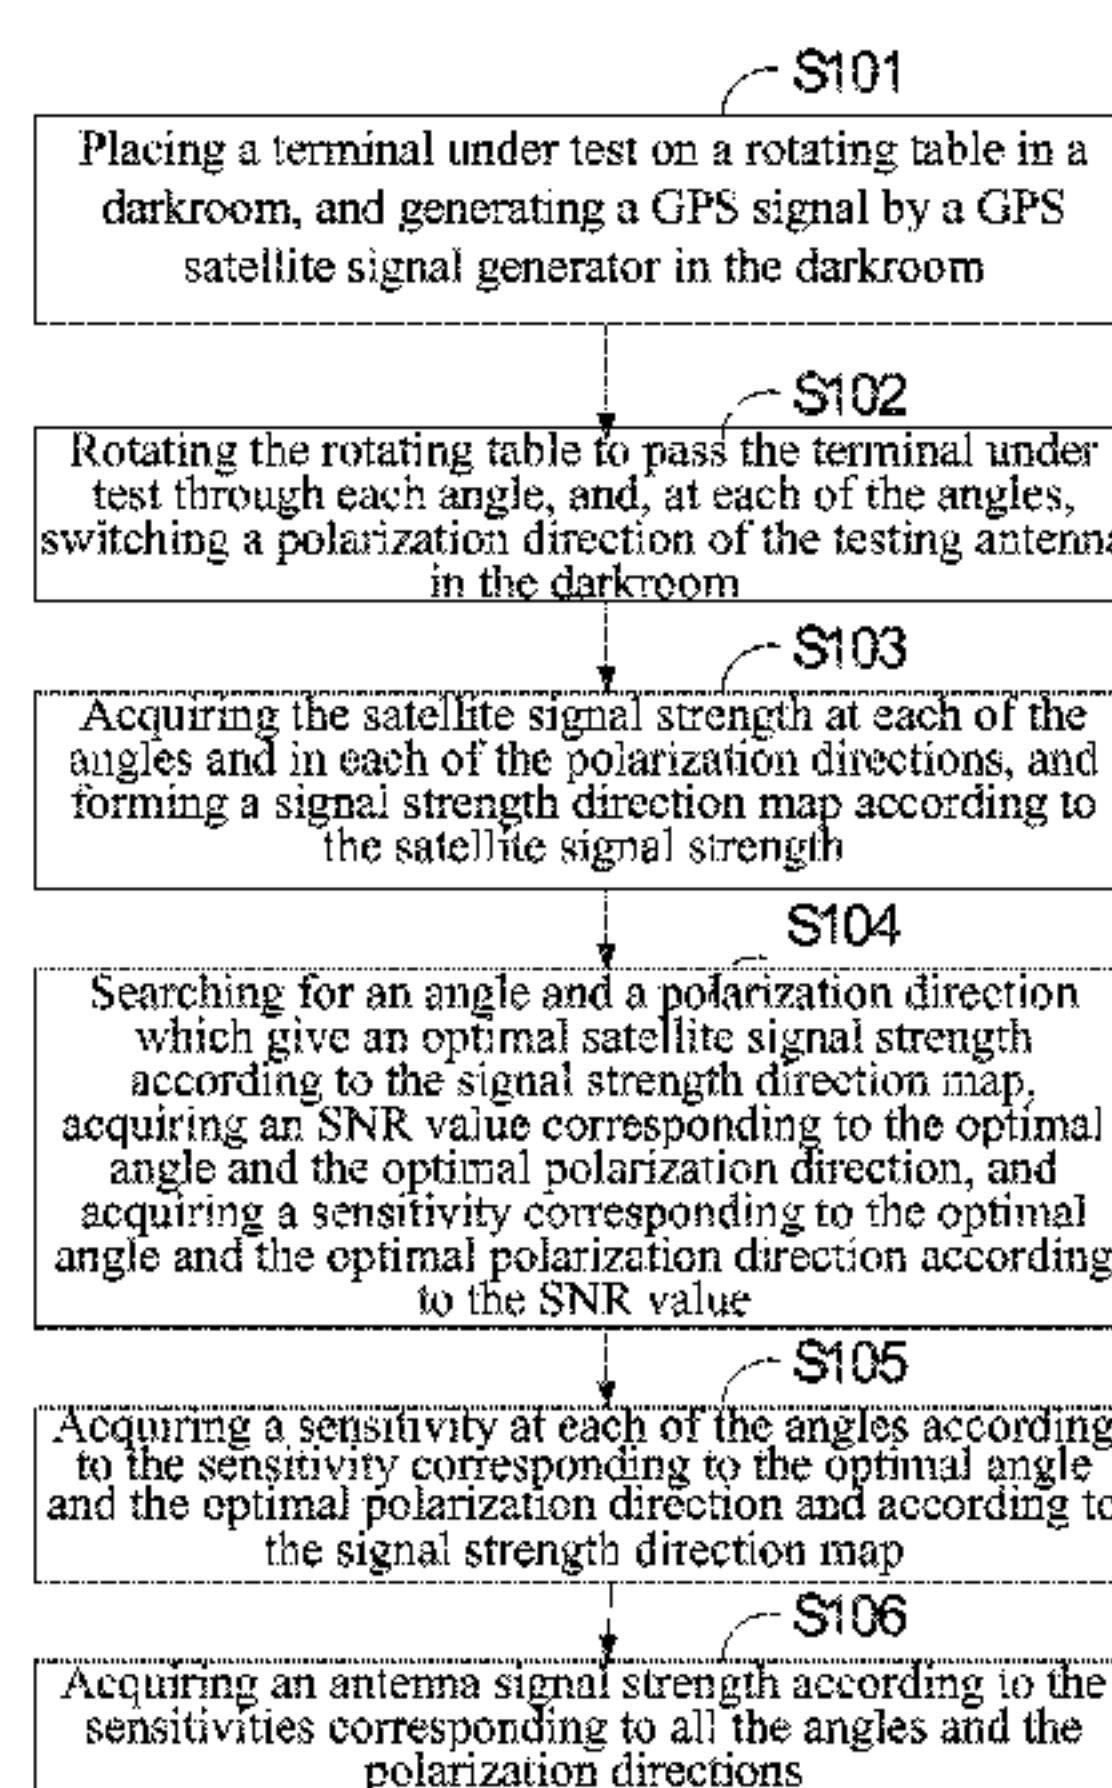 S101
Placing a terminal under test on a rotating table in a
darkroom, and generating a GPS signal by a GPS
satellite signal generator in the darkroom
S102
Rotating the rotating table to pass the terminal under
test through each angle, and, at each of the angles,
switching a polarization direction of the testing antenna
in the darkroom
S103
Acquiring the satellite signal strength at each of the
angles and in each of the polarization directions, and
forming a signal strength direction map according to
the satellite signal strength
S104
Searching for an angle and a polarization direction
which give an optimal satellite signal strength
according to the signal strength direction map,
acquiring an SNR value corresponding to the optimal
angle and the optimal polarization direction, and
acquiring a sensitivity corresponding to the optimal
angle and the optimal polarization direction according
to the SNR value
S105
Acquiring a sensitivity at each of the angles according
to the sensitivity corresponding to the optimal angle
and the optimal polarization direction and according to
the signal strength direction map
S106
Acquiring an antenna signal strength according to the
sensitivities corresponding to all the angles and the
polarization directions